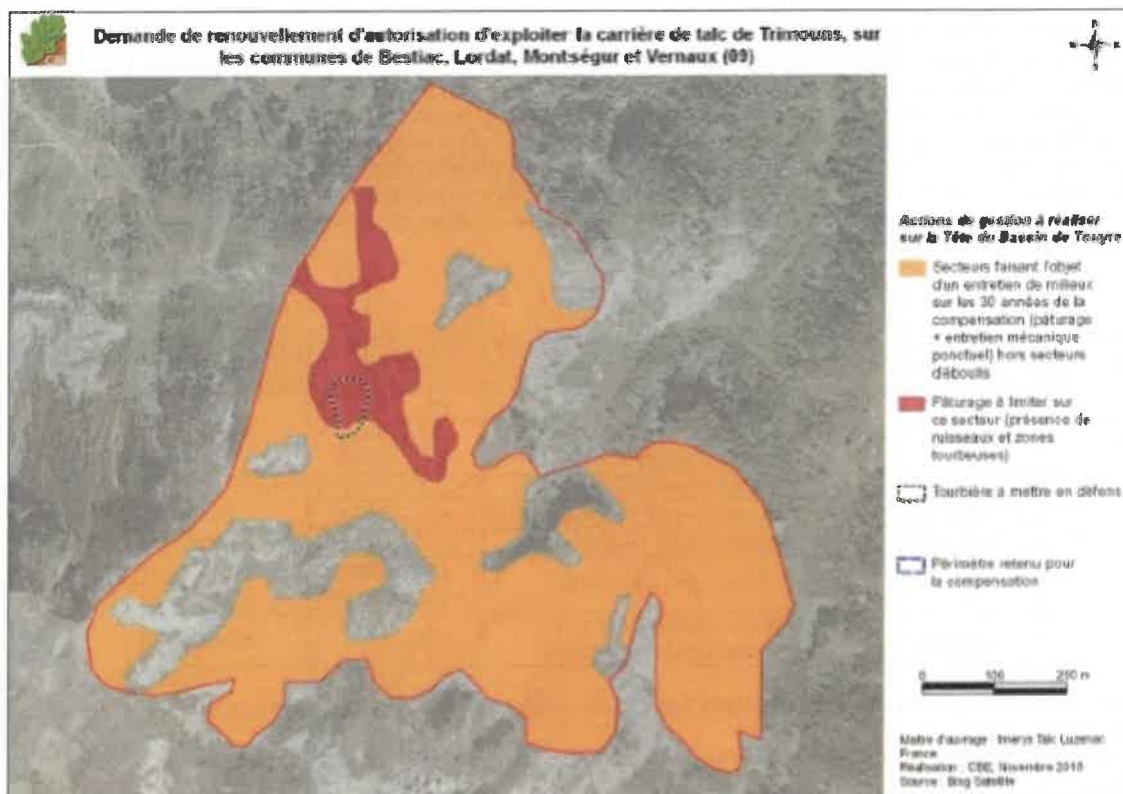 Demande de renouvellement d'autorisation d'exploiter la carrière de talc de Trimouns, sur
les communes de Bestiac, Lordat, Montségur et Vernaux (09)
Actions de gestion à réaliser
sur la Tête du Bassin de Touyre
Secteurs faisant l'objet
d'un entretien de milieux
sur les 30 années de la
compensation (pâturage
+ entretien mécanique
ponctuel) hors secteurs
d'éboulis
Pâturage à limiter sur
ce secteur (présence de
ruisseaux et zones
tourbeuses)
Tourbière à mettre en défens
Périmètre retenu pour
la compensation
0 100 200 m
Maître d'ouvrage : Imerys Talc Luzenac
France
Réalisation : CBE, Novembre 2018
Source : Bing Satellite